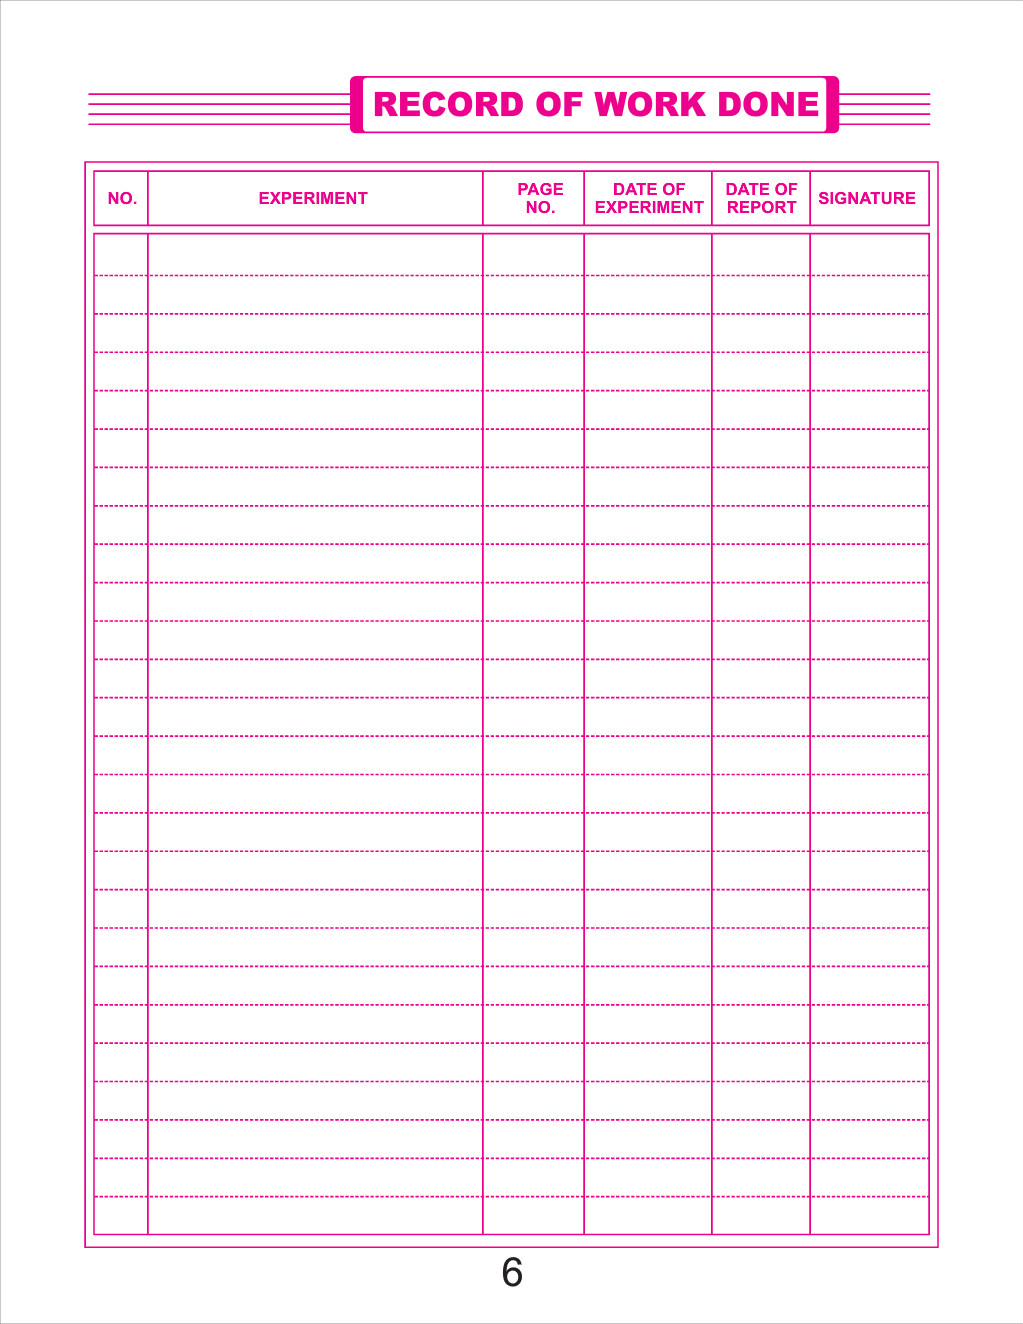 RECORD OF WORK DONE
NO. EXPERIMENT PAGE NO. DATE OF EXPERIMENT DATE OF REPORT SIGNATURE
6